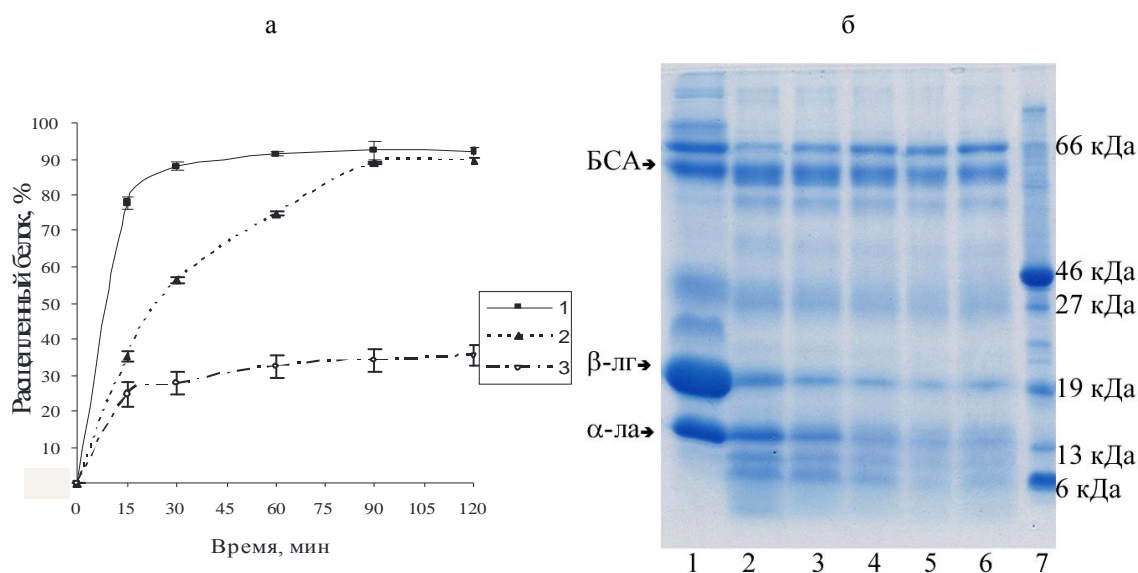 а
Расщепленный белок, %
100
90
80
70
60
50
40
30
20
10
0 15 30 45 60 75 90 105 120
Время, мин
1
2
3
б
БСА
β-лг
α-ла
66 кДа
46 кДа
27 кДа
19 кДа
13 кДа
6 кДа
1 2 3 4 5 6 7